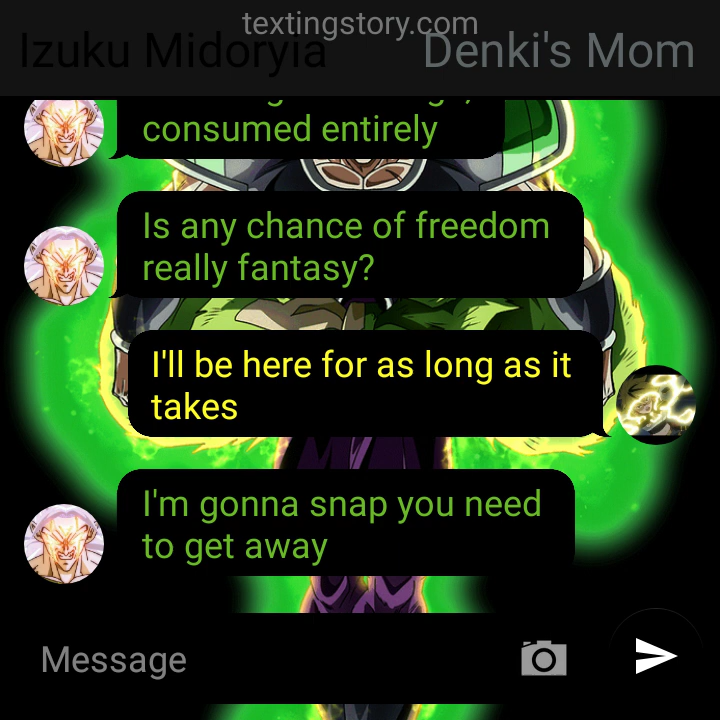 textingstory.com
Izuku Midoryia
Denki's Mom
consumed entirely
Is any chance of freedom
really fantasy?
I'll be here for as long as it
takes
I'm gonna snap you need
to get away
Message